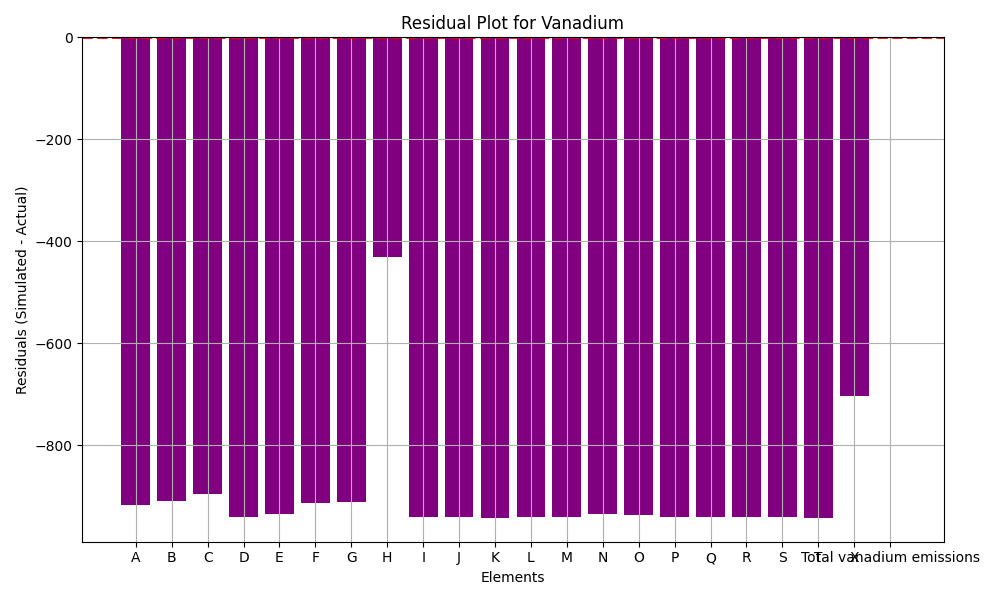 Residual Plot for Vanadium
0
−200
−400
−600
−800
Residuals (Simulated - Actual)
A B C D E F G H I J K L M N O P Q R S T X Total vanadium emissions
Elements